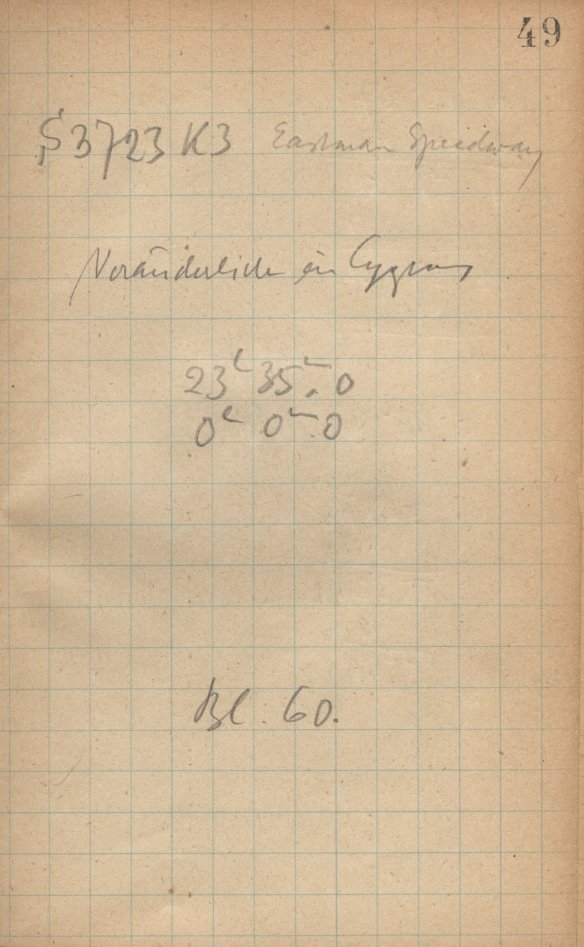 49
S 3723 K3 Eastman Speedway
Veränderliche in Cygnus
23h 35m.0
0h 0m.0
Bl. 60.